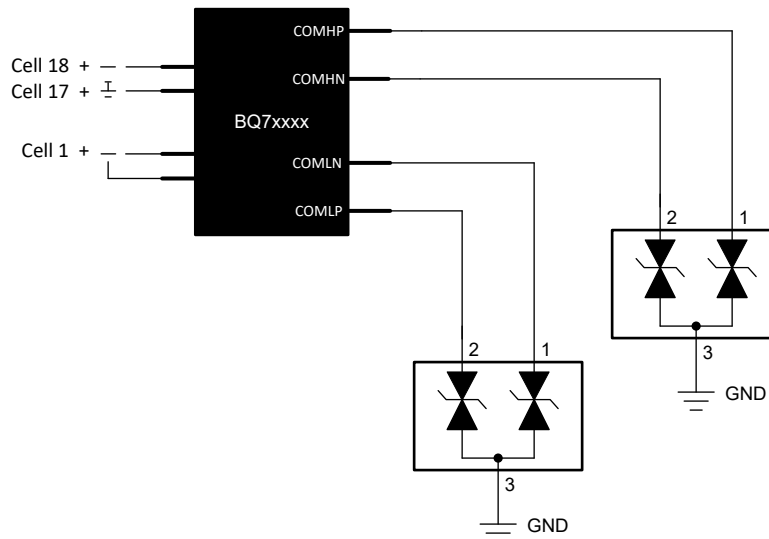 COMHP
Cell 18 +
COMHN
Cell 17 +
BQ7xxxx
Cell 1 +
COMLN
COMLP
2 1
3
GND
2 1
3
GND